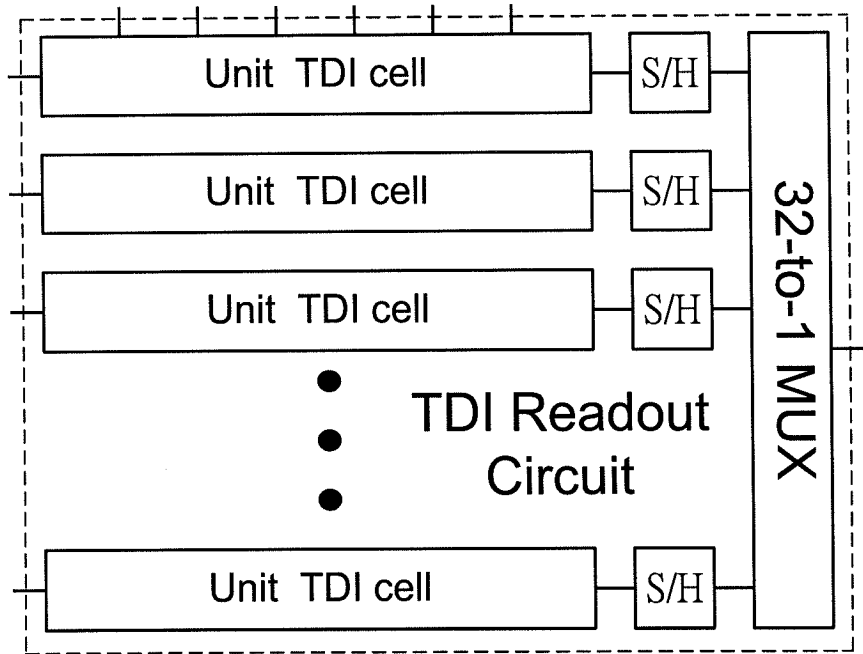 Unit TDI cell
S/H
Unit TDI cell
S/H
Unit TDI cell
S/H
32-to-1 MUX
TDI Readout
Circuit
Unit TDI cell
S/H